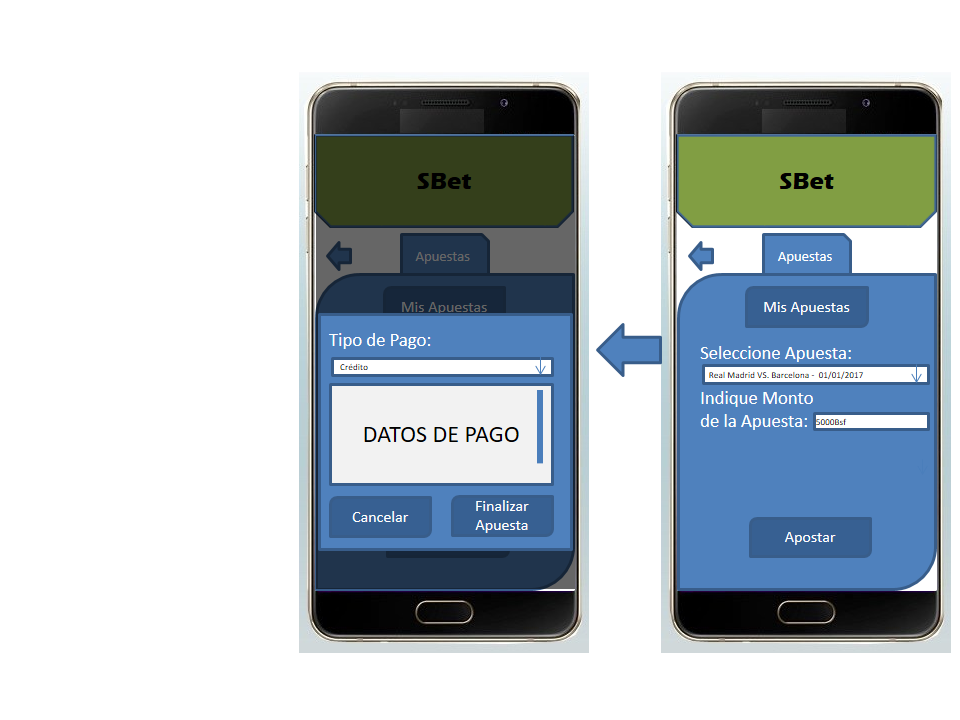 SBet
Apuestas
Mis Apuestas
Tipo de Pago:
Crédito
DATOS DE PAGO
Cancelar
Finalizar
Apuesta
SBet
Apuestas
Mis Apuestas
Seleccione Apuesta:
Real Madrid VS. Barcelona - 01/01/2017
Indique Monto
de la Apuesta: 5000Bsf
Apostar